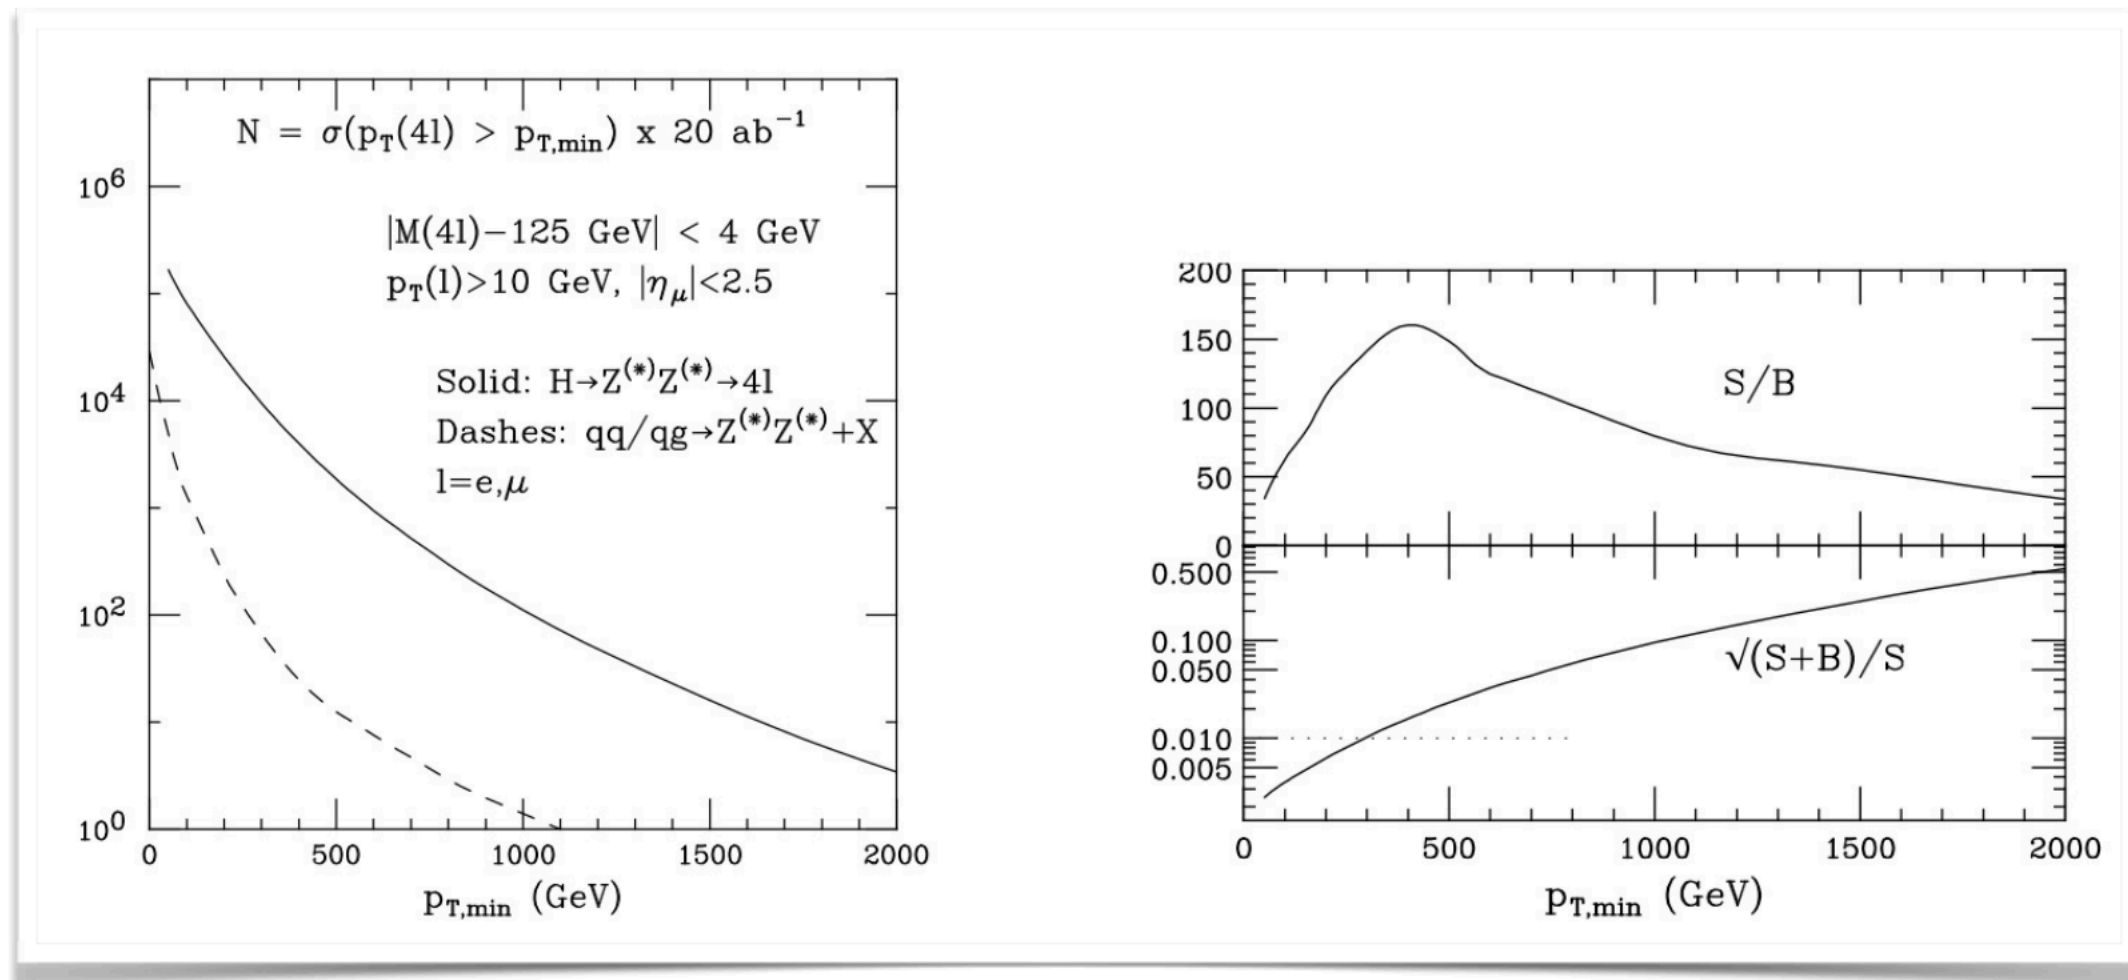 N = σ(p_T(4l) > p_T,min) x 20 ab⁻¹
|M(4l)−125 GeV| < 4 GeV
p_T(l)>10 GeV, |η_μ|<2.5
Solid: H→Z⁽*⁾Z⁽*⁾→4l
Dashes: qq/qg→Z⁽*⁾Z⁽*⁾+X
l=e,μ
10⁶
10⁴
10²
10⁰
0 500 1000 1500 2000
p_T,min (GeV)
200
150
100
50
0
S/B
0.500
0.100
0.050
0.010
0.005
√(S+B)/S
0 500 1000 1500 2000
p_T,min (GeV)